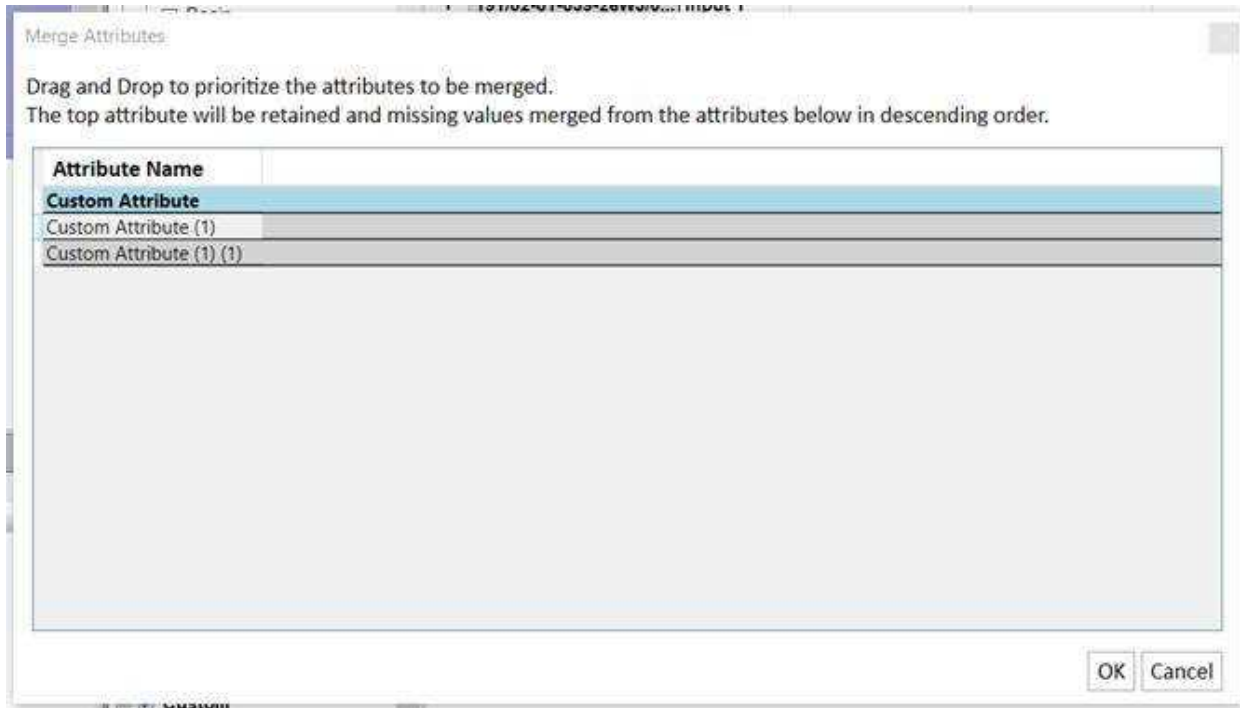 Merge Attributes
Drag and Drop to prioritize the attributes to be merged.
The top attribute will be retained and missing values merged from the attributes below in descending order.
Attribute Name
Custom Attribute
Custom Attribute (1)
Custom Attribute (1) (1)
OK Cancel